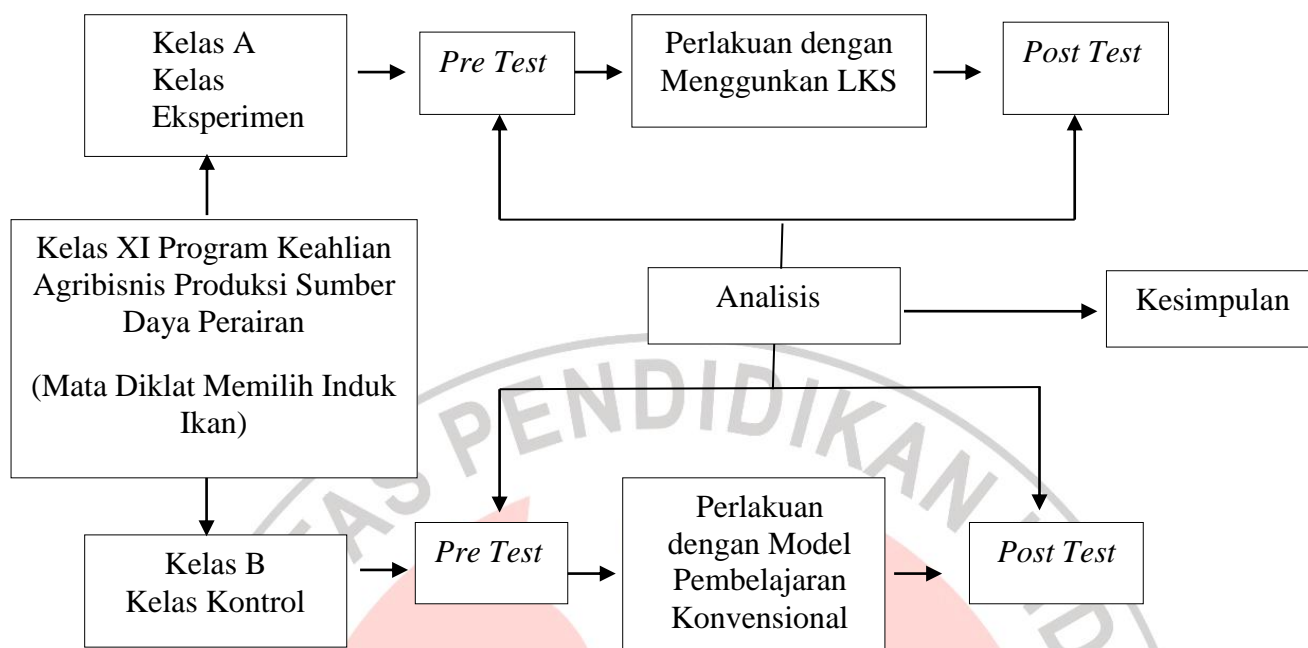 Kelas A
Kelas
Eksperimen
Pre Test
Perlakuan dengan
Menggunkan LKS
Post Test
Kelas XI Program Keahlian
Agribisnis Produksi Sumber
Daya Perairan
(Mata Diklat Memilih Induk
Ikan)
Analisis
Kesimpulan
Kelas B
Kelas Kontrol
Pre Test
Perlakuan
dengan Model
Pembelajaran
Konvensional
Post Test
TAS PENDIDIKAN IND